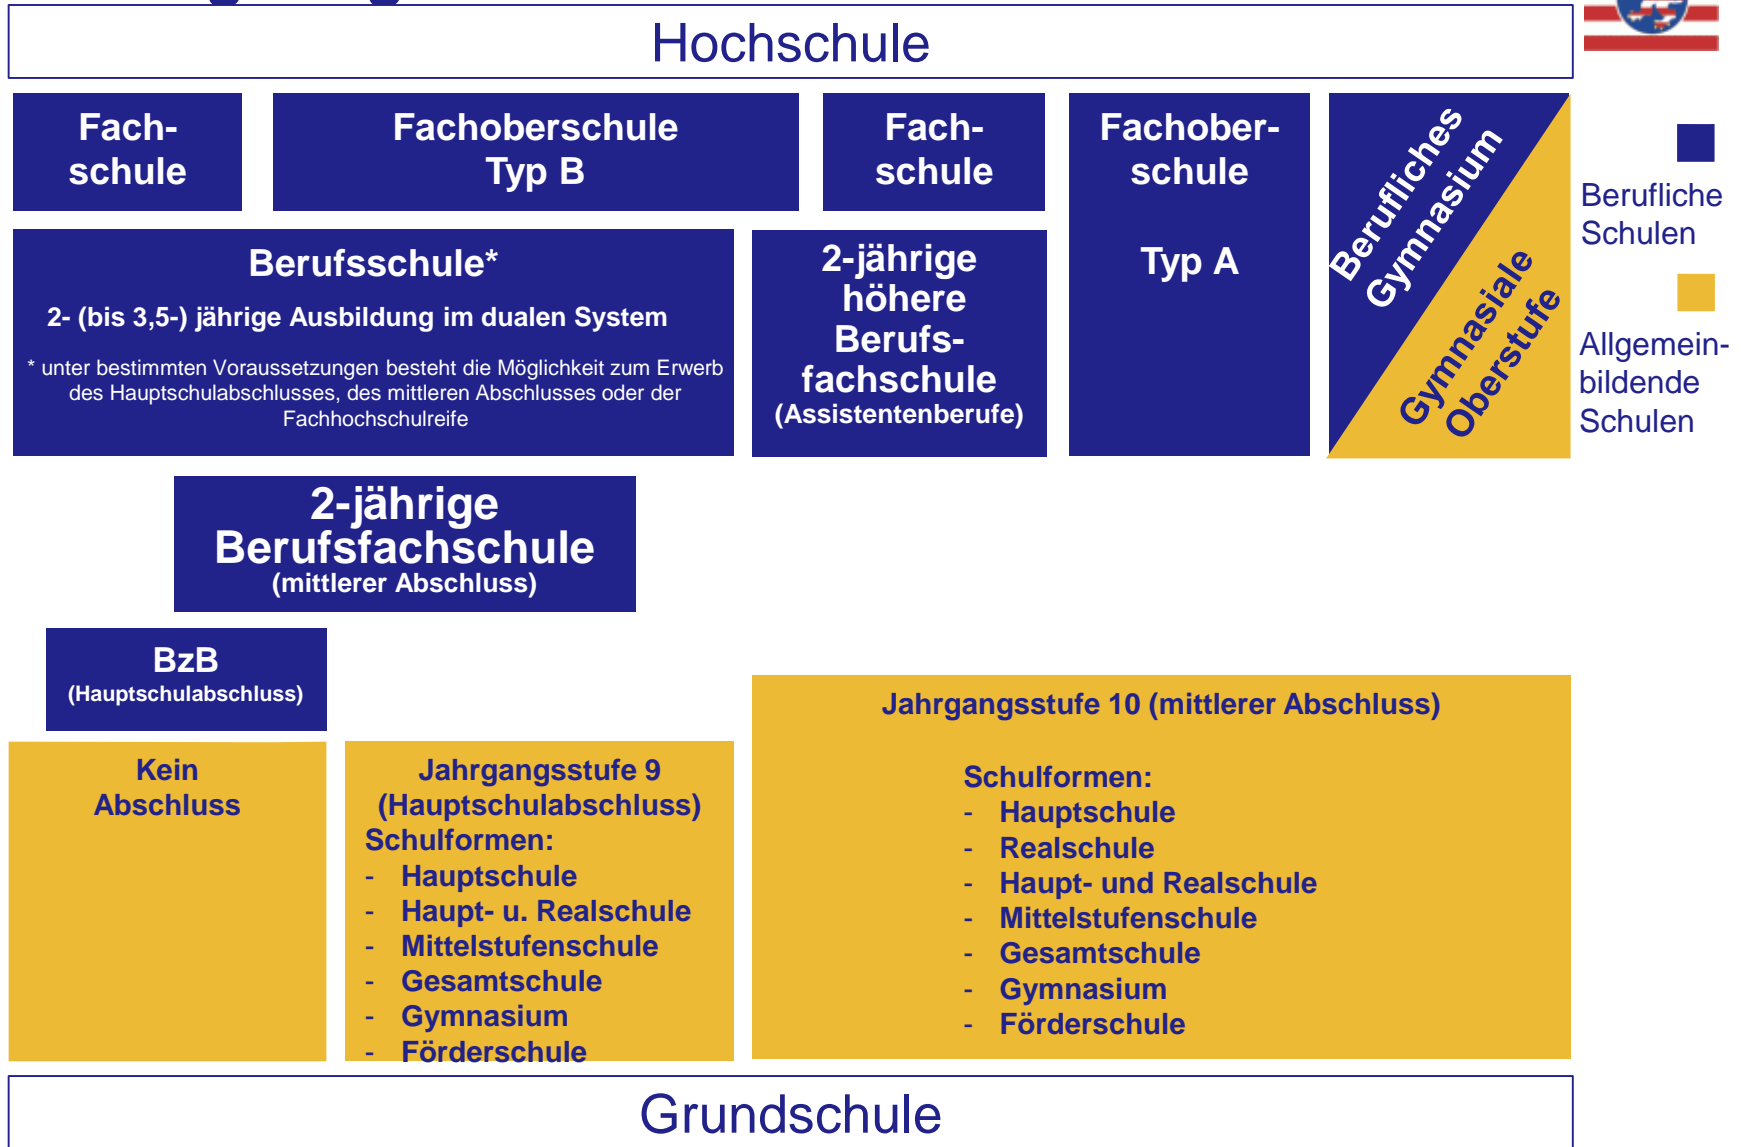 Hochschule
Fach-
schule
Fachoberschule
Typ B
Fach-
schule
Fachober-
schule
Typ A
Berufliches
Gymnasium
Gymnasiale
Oberstufe
Berufliche
Schulen
Allgemein-
bildende
Schulen
Berufsschule*
2- (bis 3,5-) jährige Ausbildung im dualen System
* unter bestimmten Voraussetzungen besteht die Möglichkeit zum Erwerb
des Hauptschulabschlusses, des mittleren Abschlusses oder der
Fachhochschulreife
2-jährige
höhere
Berufs-
fachschule
(Assistentenberufe)
2-jährige
Berufsfachschule
(mittlerer Abschluss)
BzB
(Hauptschulabschluss)
Kein
Abschluss
Jahrgangsstufe 9
(Hauptschulabschluss)
Schulformen:
- Hauptschule
- Haupt- u. Realschule
- Mittelstufenschule
- Gesamtschule
- Gymnasium
- Förderschule
Jahrgangsstufe 10 (mittlerer Abschluss)
Schulformen:
- Hauptschule
- Realschule
- Haupt- und Realschule
- Mittelstufenschule
- Gesamtschule
- Gymnasium
- Förderschule
Grundschule